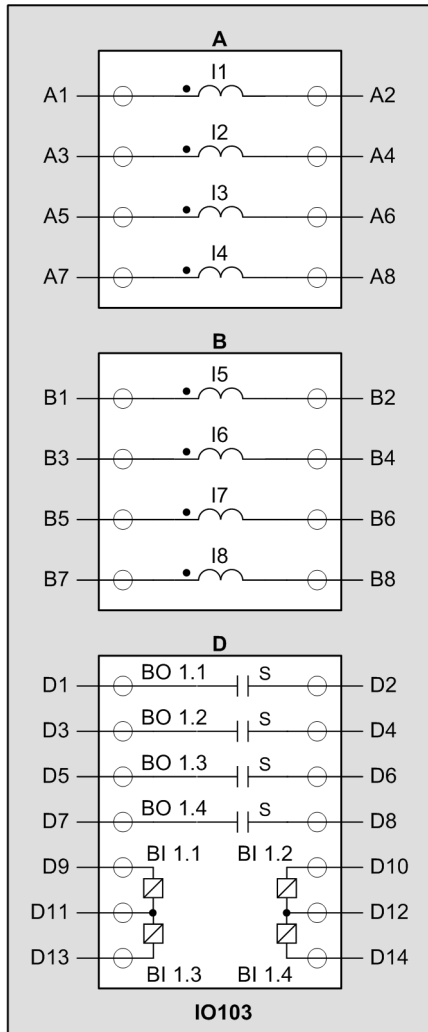 A
A1 I1 A2
A3 I2 A4
A5 I3 A6
A7 I4 A8
B
B1 I5 B2
B3 I6 B4
B5 I7 B6
B7 I8 B8
D
D1 BO 1.1 S D2
D3 BO 1.2 S D4
D5 BO 1.3 S D6
D7 BO 1.4 S D8
D9 BI 1.1 BI 1.2 D10
D11 D12
D13 D14
BI 1.3 BI 1.4
IO103